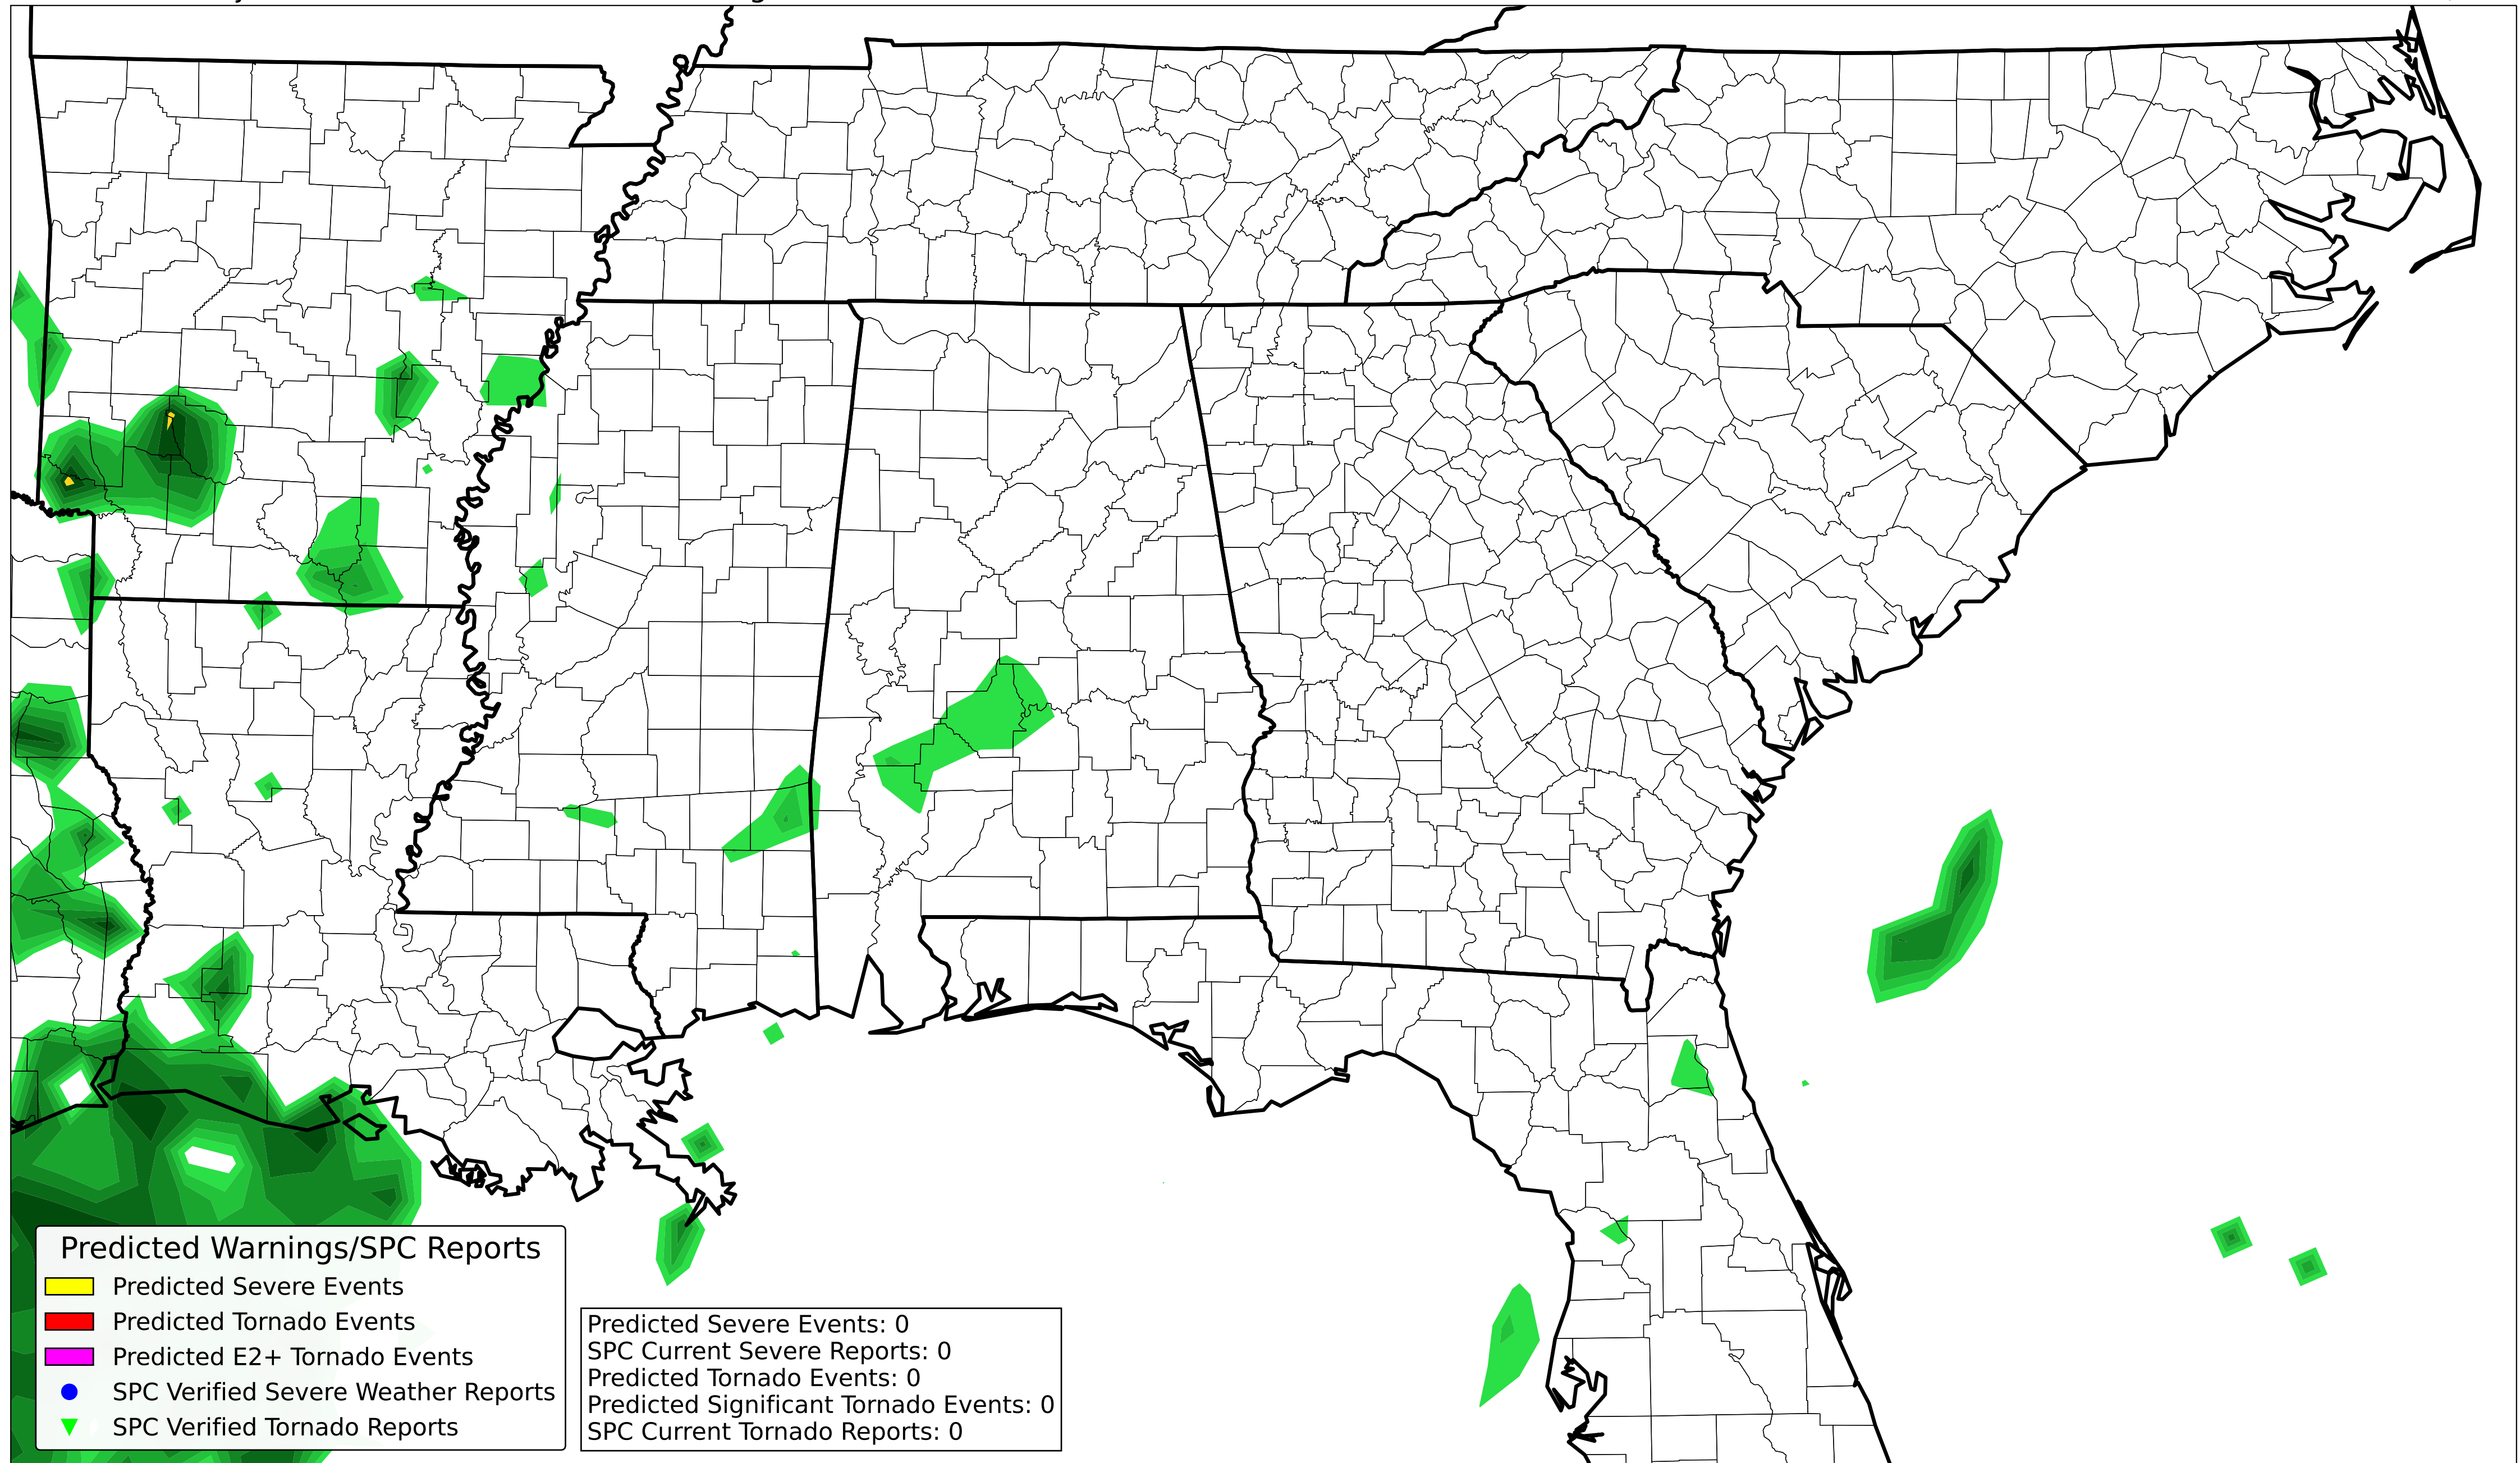 Predicted Warnings/SPC Reports
Predicted Severe Events
Predicted Tornado Events
Predicted E2+ Tornado Events
SPC Verified Severe Weather Reports
SPC Verified Tornado Reports
Predicted Severe Events: 0
SPC Current Severe Reports: 0
Predicted Tornado Events: 0
Predicted Significant Tornado Events: 0
SPC Current Tornado Reports: 0